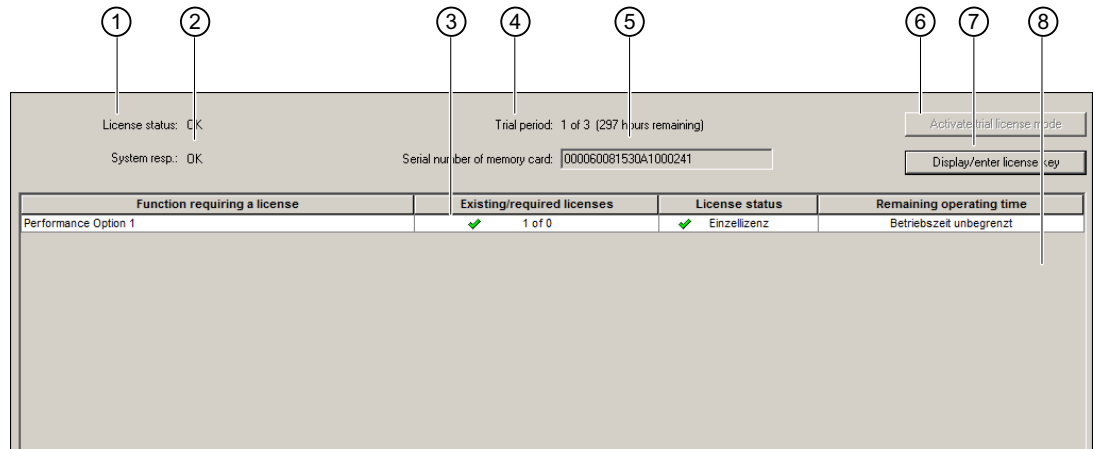 1 2 3 4 5 6 7 8
License status: OK Trial period: 1 of 3 (297 hours remaining) Activate trial license mode
System resp.: OK Serial number of memory card: 000060081530A1000241 Display/enter license key
Function requiring a license Existing/required licenses License status Remaining operating time
Performance Option 1 1 of 0 Einzellizenz Betriebszeit unbegrenzt